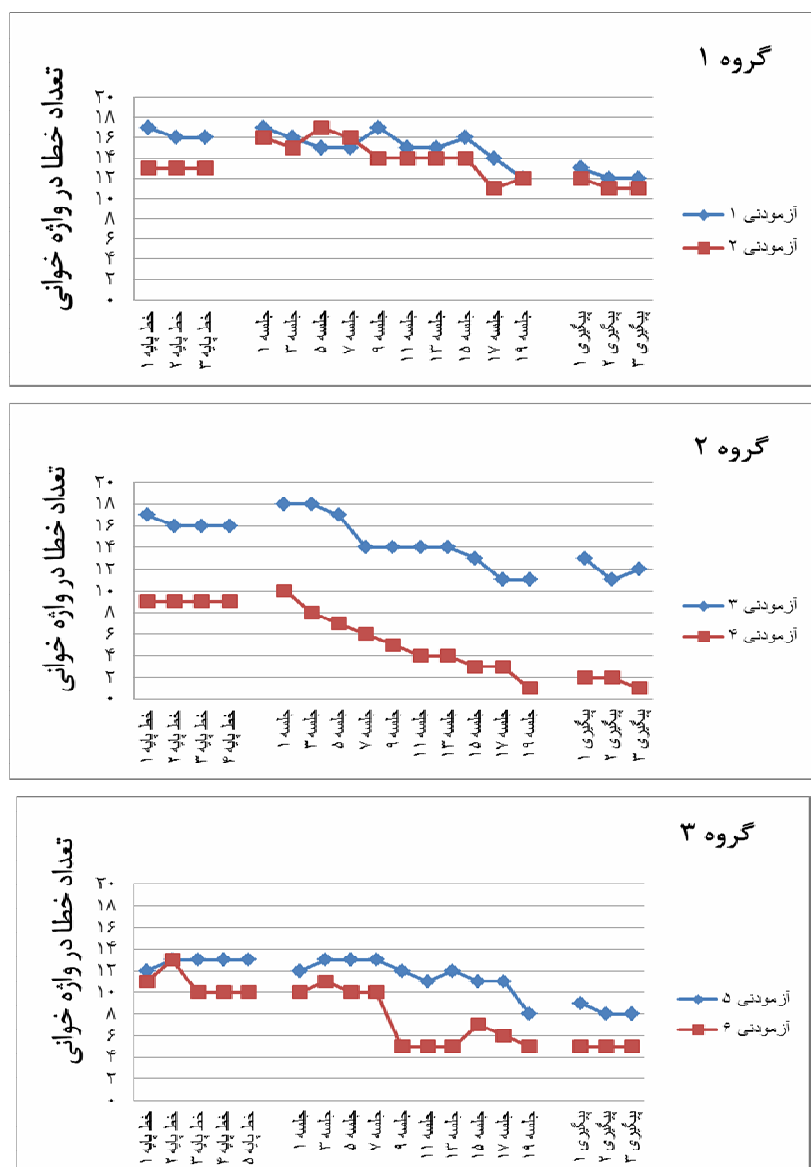 گروه ۱
تعداد خطا در واژه خوانی
۲۰
۱۸
۱۶
۱۴
۱۲
۱۰
۸
۶
۴
۲
۰
خط پایه ۱
خط پایه ۲
خط پایه ۳
جلسه ۱
جلسه ۳
جلسه ۵
جلسه ۷
جلسه ۹
جلسه ۱۱
جلسه ۱۳
جلسه ۱۵
جلسه ۱۷
جلسه ۱۹
پیگیری ۱
پیگیری ۲
پیگیری ۳
آزمودنی ۱
آزمودنی ۲
گروه ۲
تعداد خطا در واژه خوانی
۲۰
۱۸
۱۶
۱۴
۱۲
۱۰
۸
۶
۴
۲
۰
خط پایه ۱
خط پایه ۲
خط پایه ۳
خط پایه ۴
جلسه ۱
جلسه ۳
جلسه ۵
جلسه ۷
جلسه ۹
جلسه ۱۱
جلسه ۱۳
جلسه ۱۵
جلسه ۱۷
جلسه ۱۹
پیگیری ۱
پیگیری ۲
پیگیری ۳
آزمودنی ۳
آزمودنی ۴
گروه ۳
تعداد خطا در واژه خوانی
۲۰
۱۸
۱۶
۱۴
۱۲
۱۰
۸
۶
۴
۲
۰
خط پایه ۱
خط پایه ۲
خط پایه ۳
خط پایه ۴
خط پایه ۵
جلسه ۱
جلسه ۳
جلسه ۵
جلسه ۷
جلسه ۹
جلسه ۱۱
جلسه ۱۳
جلسه ۱۵
جلسه ۱۷
جلسه ۱۹
پیگیری ۱
پیگیری ۲
پیگیری ۳
آزمودنی ۵
آزمودنی ۶